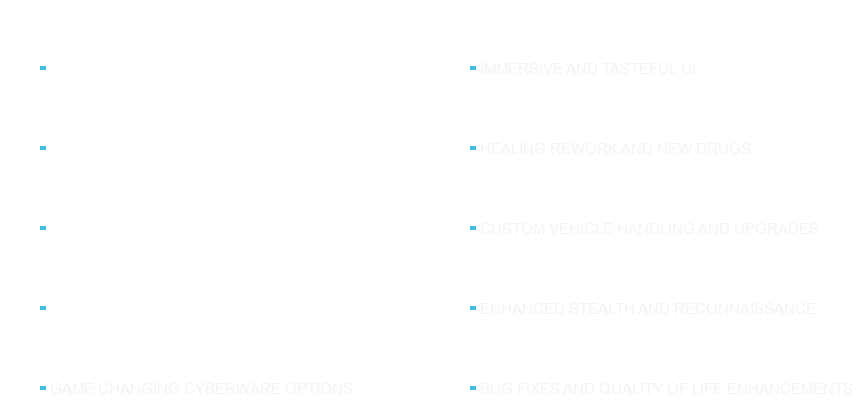 IMMERSIVE AND TASTEFUL UI
HEALING REWORK AND NEW DRUGS
CUSTOM VEHICLE HANDLING AND UPGRADES
ENHANCED STEALTH AND RECONNAISSANCE
GAME CHANGING CYBERWARE OPTIONS
BUG FIXES AND QUALITY OF LIFE ENHANCEMENTS